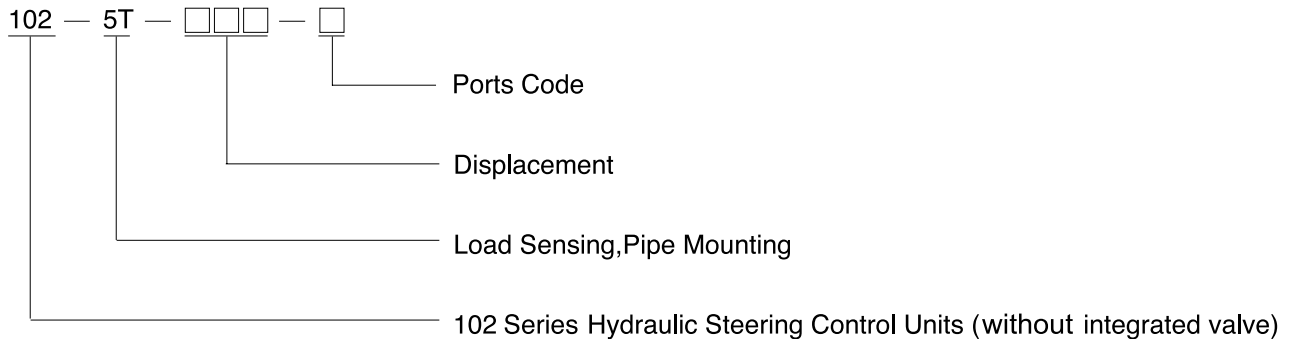 102 — 5T — □□□ — □
Ports Code
Displacement
Load Sensing,Pipe Mounting
102 Series Hydraulic Steering Control Units (without integrated valve)